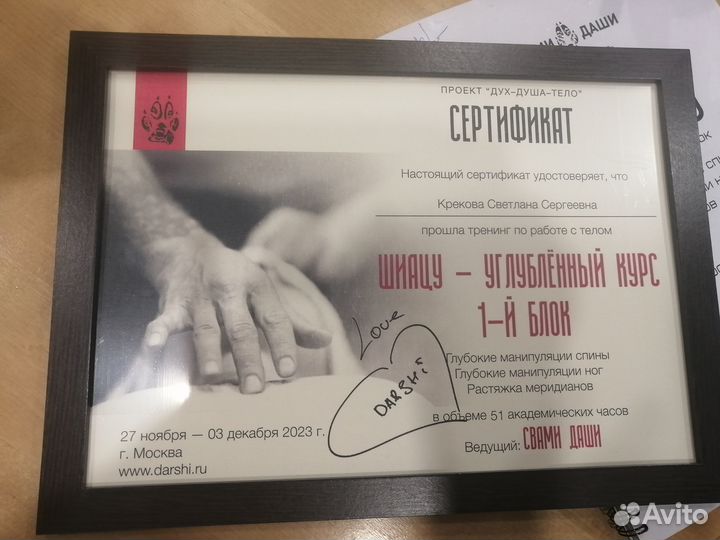 ПРОЕКТ "ДУХ–ДУША–ТЕЛО"
СЕРТИФИКАТ
Настоящий сертификат удостоверяет, что
Крекова Светлана Сергеевна
прошла тренинг по работе с телом
ШИАЦУ – УГЛУБЛЁННЫЙ КУРС
1–Й БЛОК
Глубокие манипуляции спины
Глубокие манипуляции ног
Растяжка меридианов
в объеме 51 академических часов
Ведущий: СВАМИ ДАШИ
Love
DARSHi
27 ноября — 03 декабря 2023 г.
г. Москва
www.darshi.ru
ДАШИ
Avito